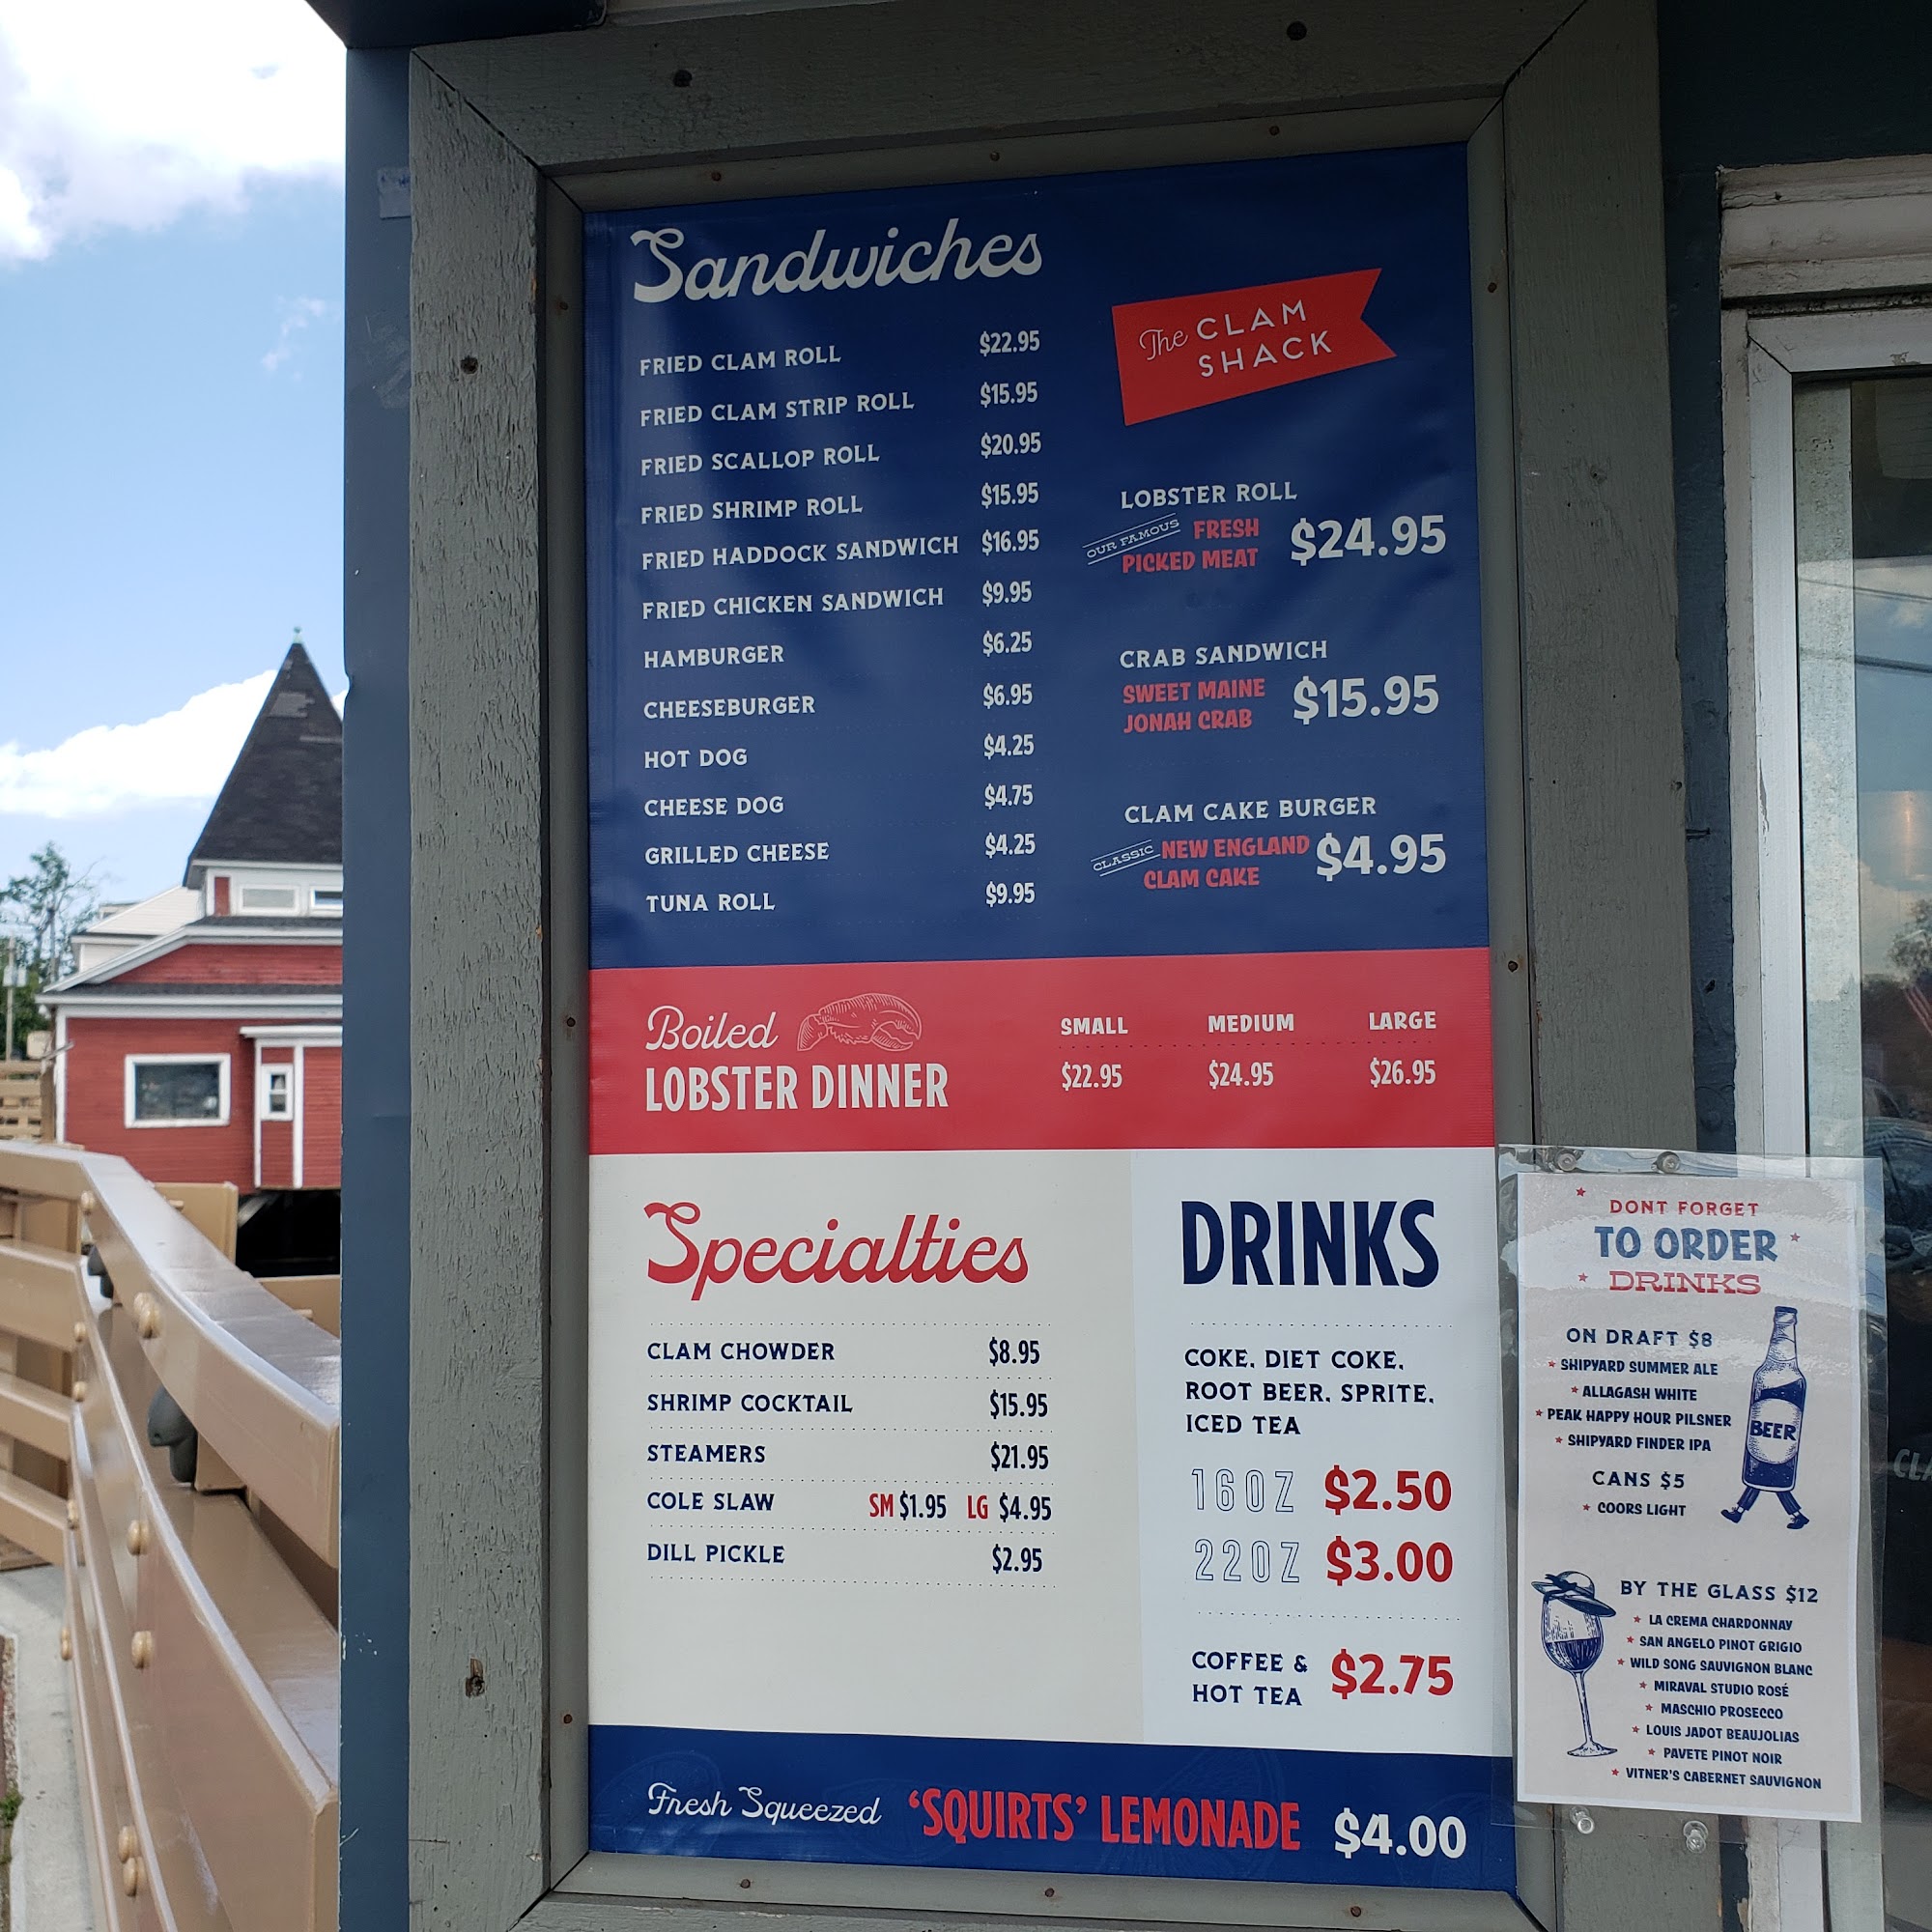 Sandwiches
FRIED CLAM ROLL $22.95
FRIED CLAM STRIP ROLL $15.95
FRIED SCALLOP ROLL $20.95
FRIED SHRIMP ROLL $15.95
FRIED HADDOCK SANDWICH $16.95
FRIED CHICKEN SANDWICH $9.95
HAMBURGER $6.25
CHEESEBURGER $6.95
HOT DOG $4.25
CHEESE DOG $4.75
GRILLED CHEESE $4.25
TUNA ROLL $9.95
The CLAM
SHACK
LOBSTER ROLL
OUR FAMOUS FRESH
PICKED MEAT $24.95
CRAB SANDWICH
SWEET MAINE
JONAH CRAB $15.95
CLAM CAKE BURGER
CLASSIC NEW ENGLAND
CLAM CAKE $4.95
Boiled
LOBSTER DINNER
SMALL MEDIUM LARGE
$22.95 $24.95 $26.95
Specialties
CLAM CHOWDER $8.95
SHRIMP COCKTAIL $15.95
STEAMERS $21.95
COLE SLAW SM $1.95 LG $4.95
DILL PICKLE $2.95
DRINKS
COKE, DIET COKE,
ROOT BEER, SPRITE,
ICED TEA
16OZ $2.50
22OZ $3.00
COFFEE &
HOT TEA $2.75
Fresh Squeezed 'SQUIRTS' LEMONADE $4.00
DONT FORGET
TO ORDER
DRINKS
ON DRAFT $8
SHIPYARD SUMMER ALE
ALLAGASH WHITE
PEAK HAPPY HOUR PILSNER
SHIPYARD FINDER IPA
CANS $5
COORS LIGHT
BEER
BY THE GLASS $12
LA CREMA CHARDONNAY
SAN ANGELO PINOT GRIGIO
WILD SONG SAUVIGNON BLANC
MIRAVAL STUDIO ROSÉ
MASCHIO PROSECCO
LOUIS JADOT BEAUJOLIAS
PAVETE PINOT NOIR
VITNER'S CABERNET SAUVIGNON